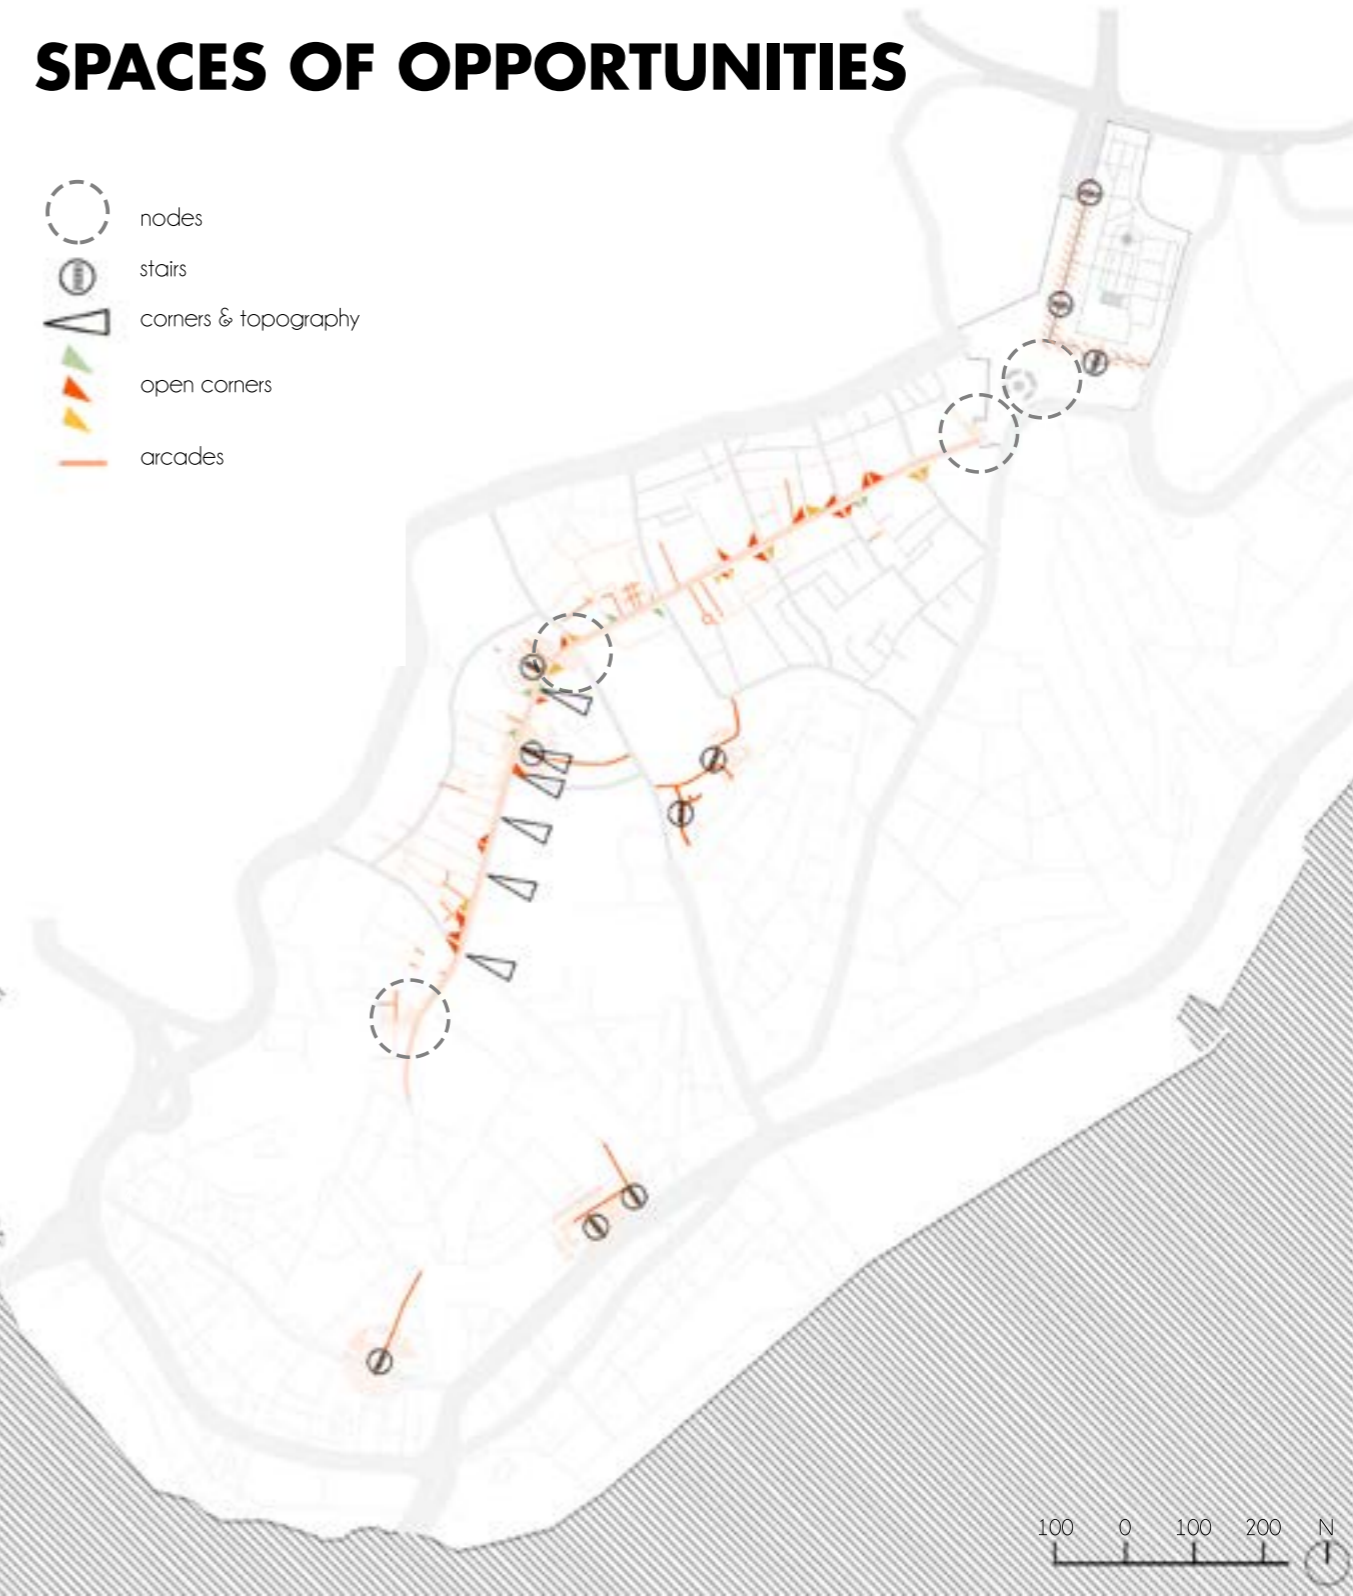 SPACES OF OPPORTUNITIES
nodes
stairs
corners & topography
open corners
arcades
100 0 100 200 N